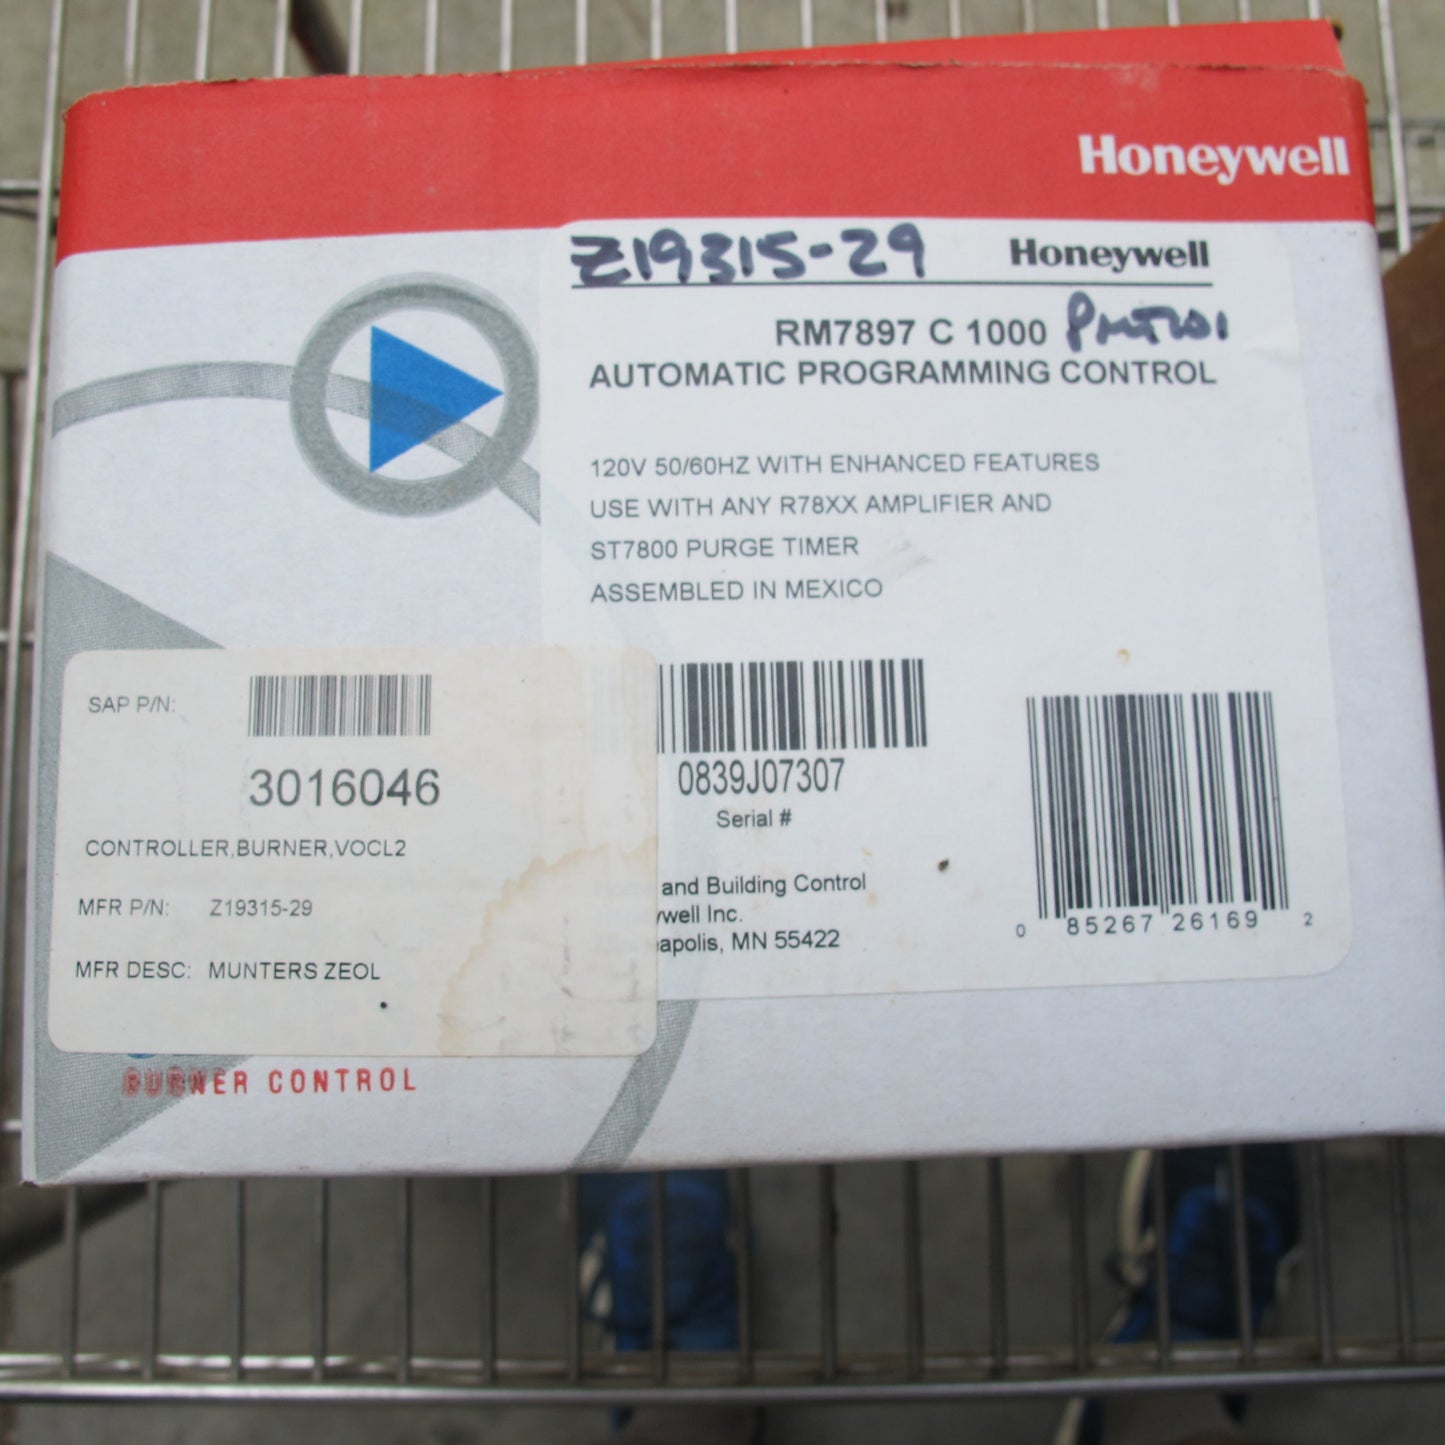 Honeywell
Z19315-29 Honeywell
RM7897 C 1000
AUTOMATIC PROGRAMMING CONTROL
120V 50/60HZ WITH ENHANCED FEATURES
USE WITH ANY R78XX AMPLIFIER AND
ST7800 PURGE TIMER
ASSEMBLED IN MEXICO
0839J07307
Serial #
and Building Control
ywell Inc.
eapolis, MN 55422
0 85267 26169 2
SAP P/N:
3016046
CONTROLLER,BURNER,VOCL2
MFR P/N: Z19315-29
MFR DESC: MUNTERS ZEOL
BURNER CONTROL